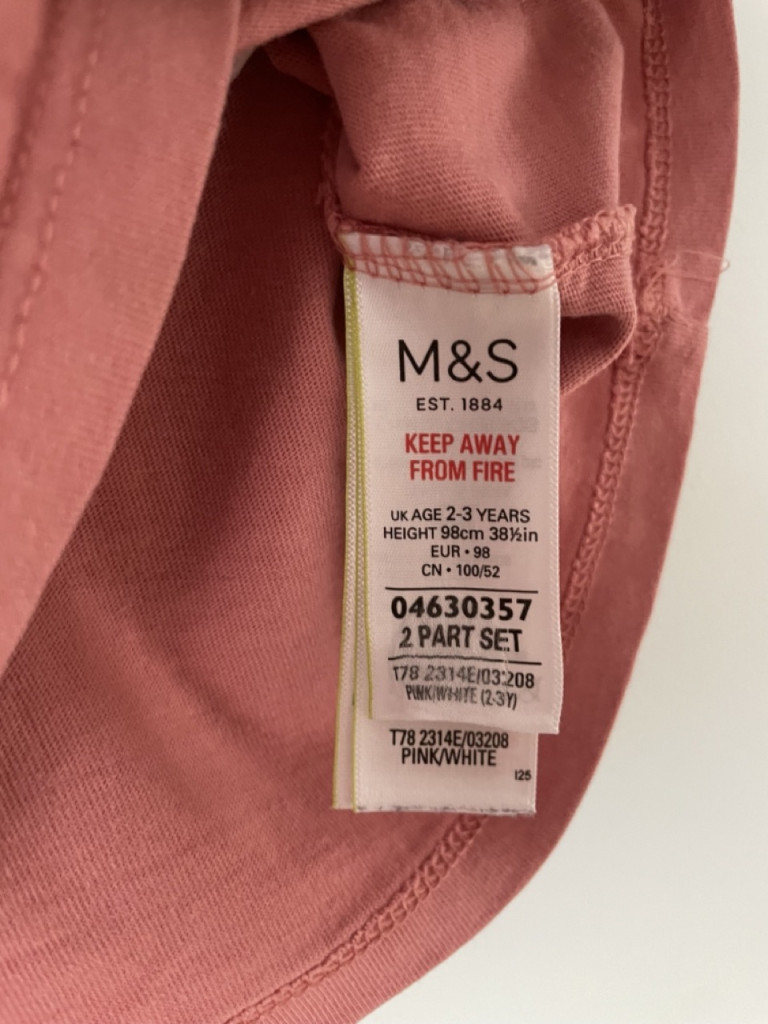 M&S
EST. 1884
KEEP AWAY
FROM FIRE
UK AGE 2-3 YEARS
HEIGHT 98cm 38½in
EUR • 98
CN • 100/52
04630357
2 PART SET
T78 2314E/03208
PINK/WHITE (2-3Y)
T78 2314E/03208
PINK/WHITE
125